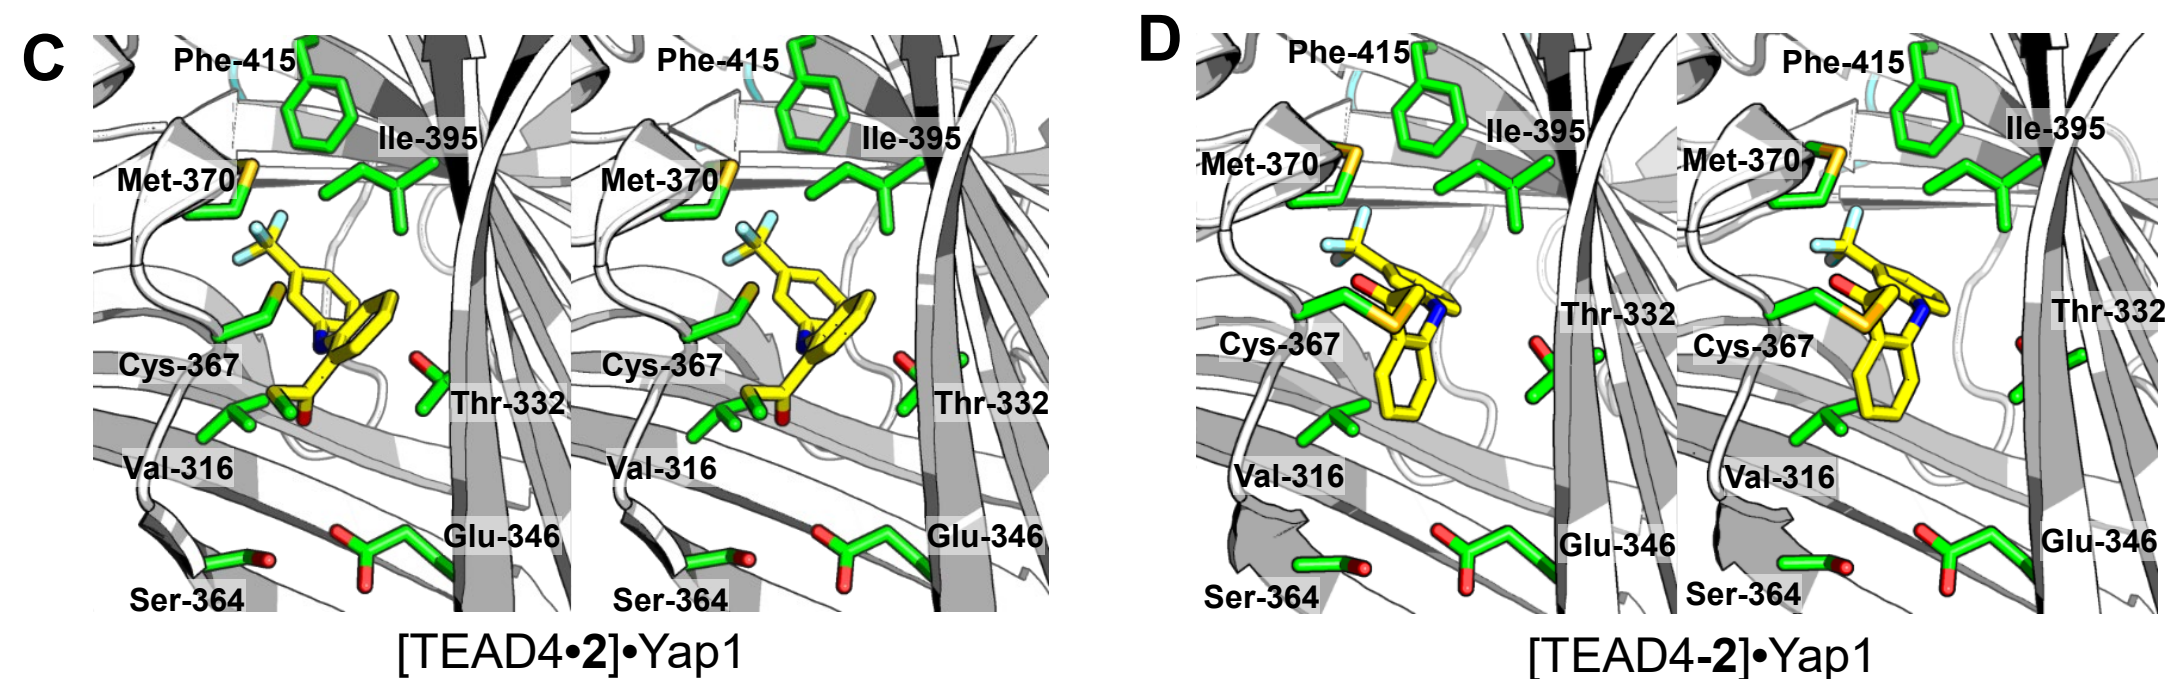 C
Phe-415
Ile-395
Met-370
Cys-367
Thr-332
Val-316
Glu-346
Ser-364
Phe-415
Ile-395
Met-370
Cys-367
Thr-332
Val-316
Glu-346
Ser-364
[TEAD4•2]•Yap1
D
Phe-415
Ile-395
Met-370
Thr-332
Cys-367
Val-316
Glu-346
Ser-364
Phe-415
Ile-395
Met-370
Thr-332
Cys-367
Val-316
Glu-346
Ser-364
[TEAD4-2]•Yap1